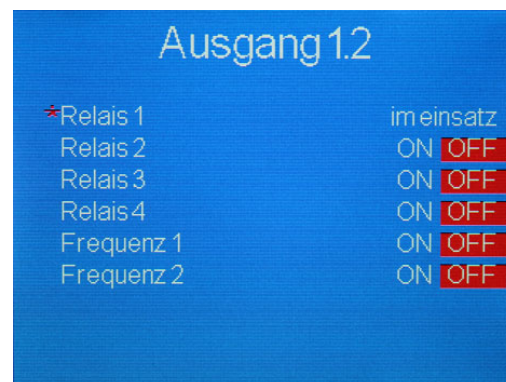 Ausgang 1.2
*Relais 1 im einsatz
Relais 2 ON OFF
Relais 3 ON OFF
Relais 4 ON OFF
Frequenz 1 ON OFF
Frequenz 2 ON OFF